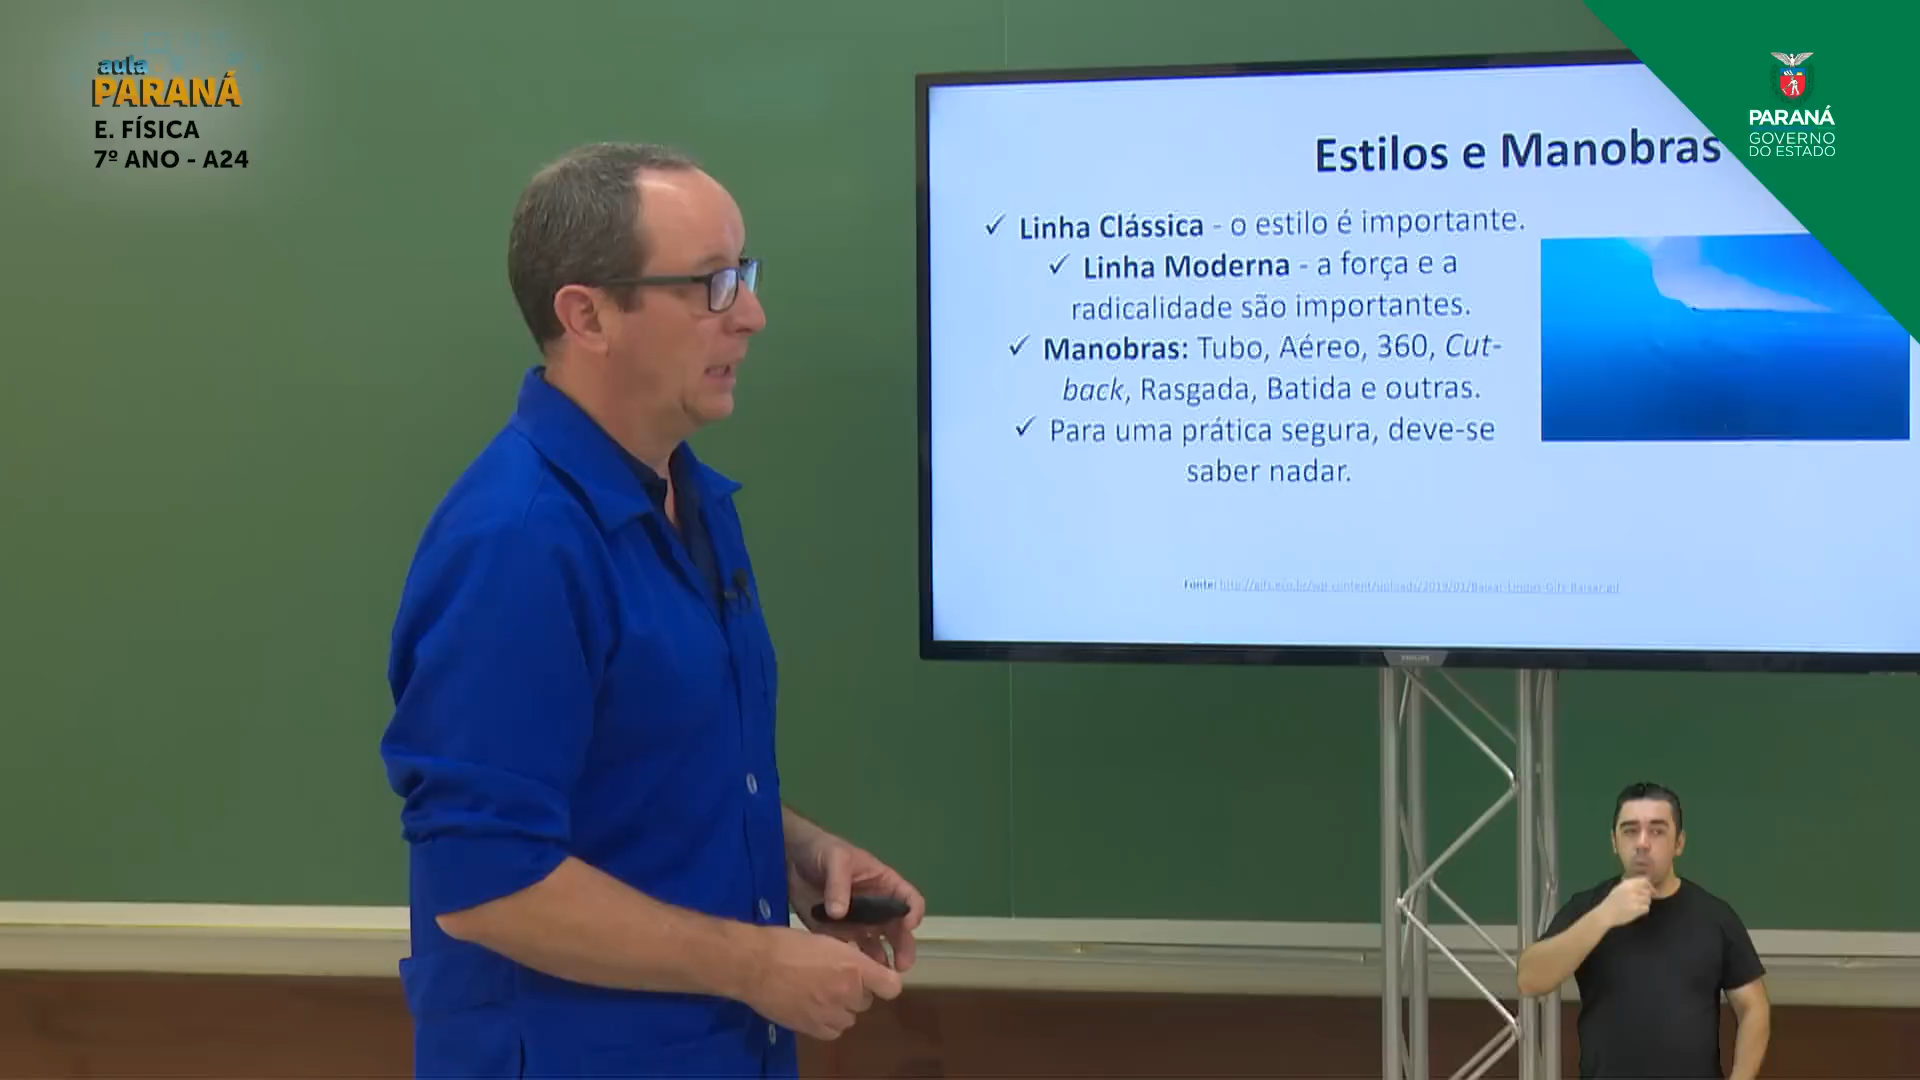 aula
PARANÁ
E. FÍSICA
7º ANO - A24
PARANÁ
GOVERNO
DO ESTADO
Estilos e Manobras
✓ Linha Clássica - o estilo é importante.
✓ Linha Moderna - a força e a
radicalidade são importantes.
✓ Manobras: Tubo, Aéreo, 360, Cut-
back, Rasgada, Batida e outras.
✓ Para uma prática segura, deve-se
saber nadar.
Fonte:
PHILIPS